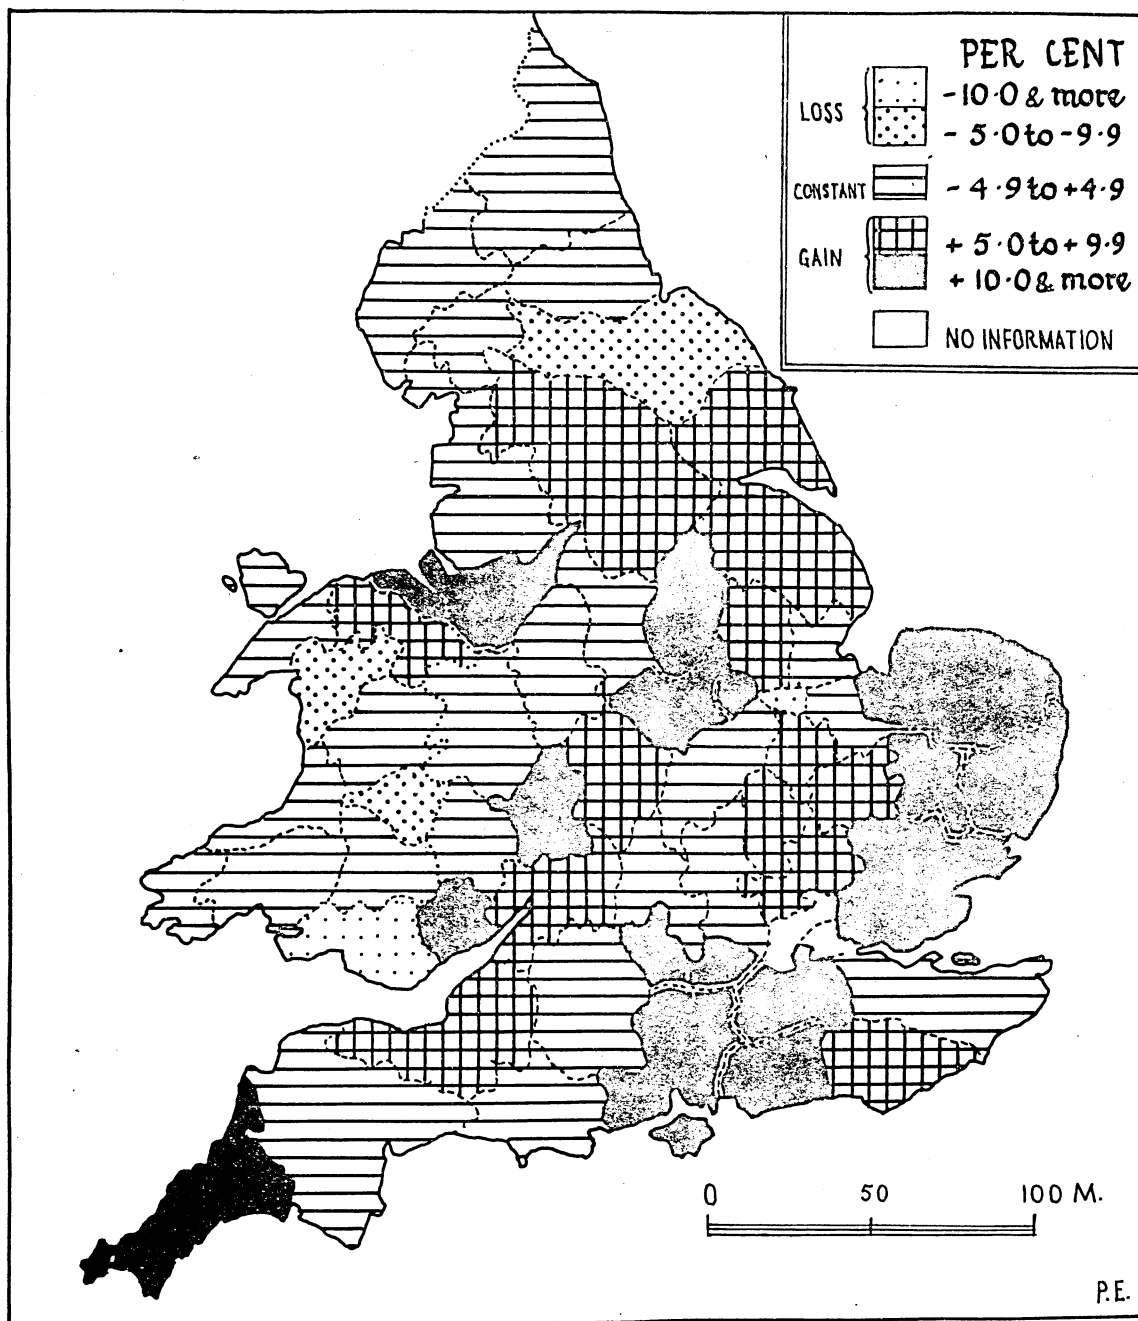 PER CENT
LOSS
-10·0 & more
- 5·0 to -9·9
CONSTANT
- 4·9 to +4·9
GAIN
+ 5·0 to + 9·9
+ 10·0 & more
NO INFORMATION
0 50 100 M.
P.E.